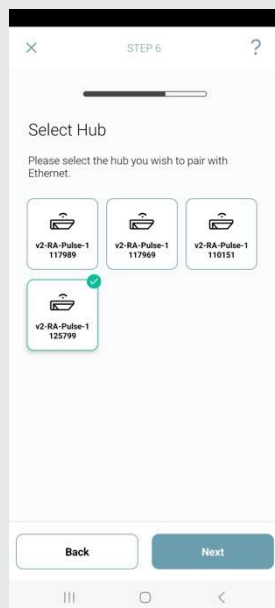 STEP 6
?
Select Hub
Please select the hub you wish to pair with
Ethernet.
v2-RA-Pulse-1
117989
v2-RA-Pulse-1
117969
v2-RA-Pulse-1
110151
v2-RA-Pulse-1
125799
Back
Next